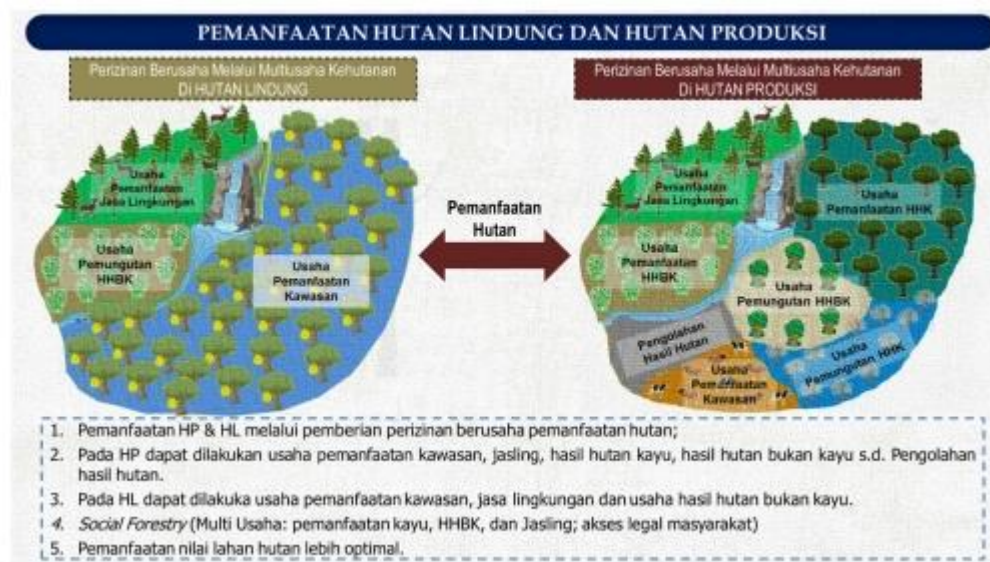 PEMANFAATAN HUTAN LINDUNG DAN HUTAN PRODUKSI
Perizinan Berusaha Melalui Multiusaha Kehutanan
Di HUTAN LINDUNG
Usaha
Pemanfaatan
Jasa Lingkungan
Usaha
Pemungutan
HHBK
Usaha
Pemanfaatan
Kawasan
Pemanfaatan
Hutan
Perizinan Berusaha Melalui Multiusaha Kehutanan
DI HUTAN PRODUKSI
Usaha
Pemanfaatan
Jasa Lingkungan
Usaha
Pemanfaatan HHK
Usaha
Pemanfaatan
HHBK
Usaha
Pemungutan HHBK
Pengolahan
Hasil Hutan
Usaha
Pemanfaatan
Kawasan
Usaha
Pemungutan HHK
1. Pemanfaatan HP & HL melalui pemberian perizinan berusaha pemanfaatan hutan;
2. Pada HP dapat dilakukan usaha pemanfaatan kawasan, jasling, hasil hutan kayu, hasil hutan bukan kayu s.d. Pengolahan
hasil hutan.
3. Pada HL dapat dilakuka usaha pemanfaatan kawasan, jasa lingkungan dan usaha hasil hutan bukan kayu.
4. Social Forestry (Multi Usaha: pemanfaatan kayu, HHBK, dan Jasling; akses legal masyarakat)
5. Pemanfaatan nilai lahan hutan lebih optimal.